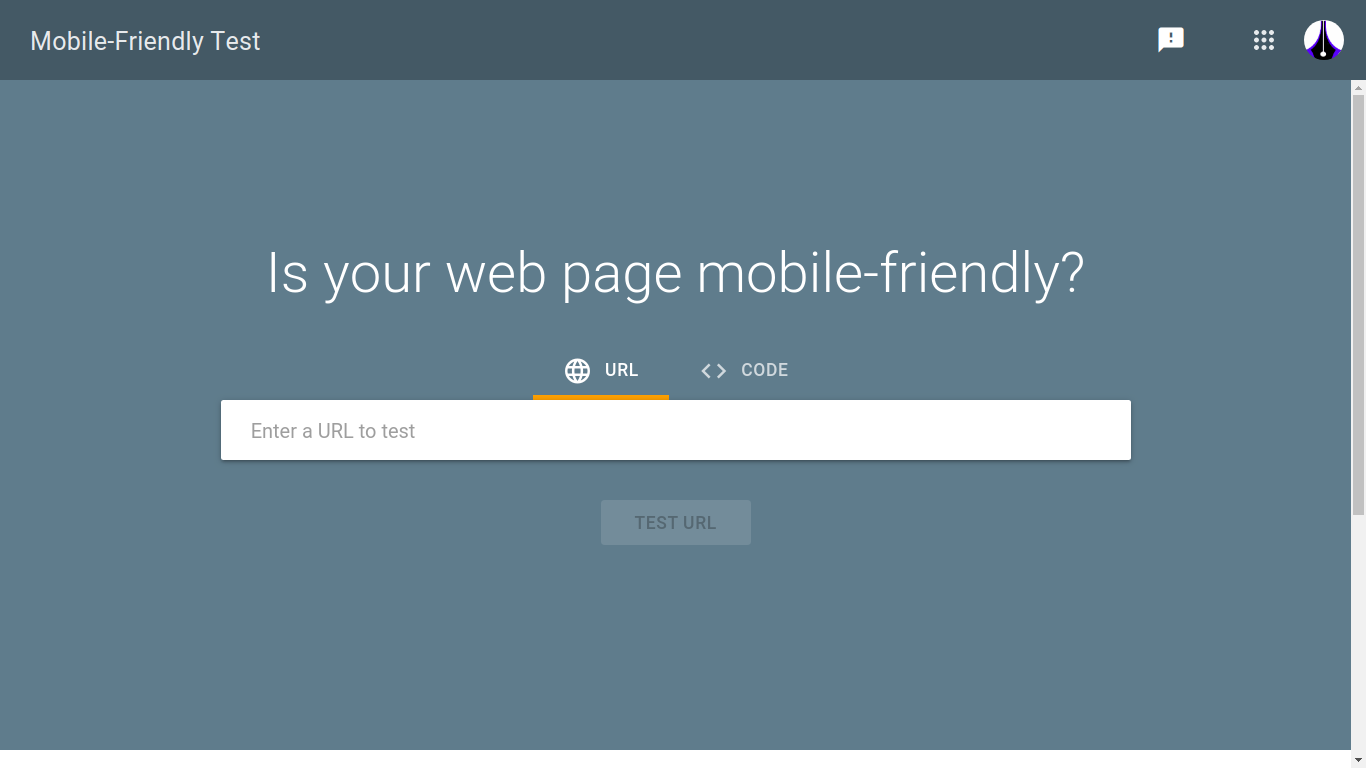 Mobile-Friendly Test
Is your web page mobile-friendly?
URL
CODE
Enter a URL to test
TEST URL